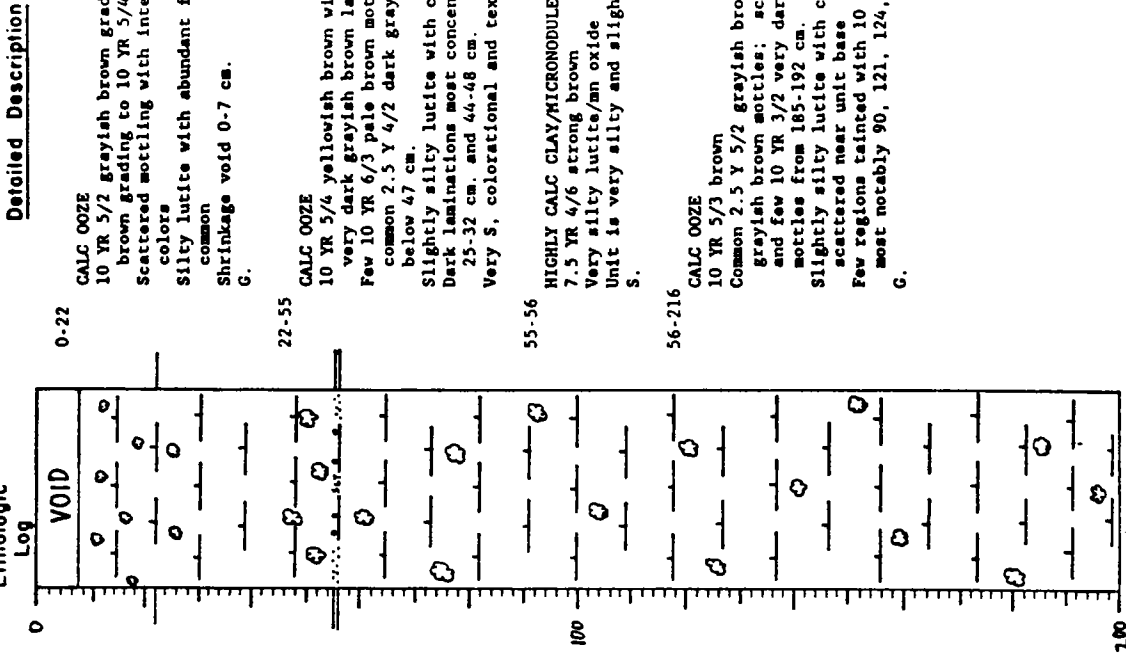 Detailed Description
Log
0
VOID
100
0-22
CALC OOZE
10 YR 5/2 grayish brown grad
brown grading to 10 YR 5/4
Scattered mottling with inte
colors
Silty lutite with abundant f
common
Shrinkage void 0-7 cm.
G.
22-55
CALC OOZE
10 YR 5/4 yellowish brown wi
very dark grayish brown la
Few 10 YR 6/3 pale brown mot
common 2.5 Y 4/2 dark gray
below 47 cm.
Slightly silty lutite with c
Dark laminations most concen
25-32 cm. and 44-48 cm.
Very S, colorational and tex
55-56
HIGHLY CALC CLAY/MICRONODULE
7.5 YR 4/6 strong brown
Very silty lutite/mn oxide
Unit is very silty and sligh
S.
56-216
CALC OOZE
10 YR 5/3 brown
Common 2.5 Y 5/2 grayish bro
grayish brown mottles; sc
and few 10 YR 3/2 very dar
mottles from 185-192 cm.
Slightly silty lutite with c
scattered near unit base
Few regions tainted with 10
most notably 90, 121, 124,
G.